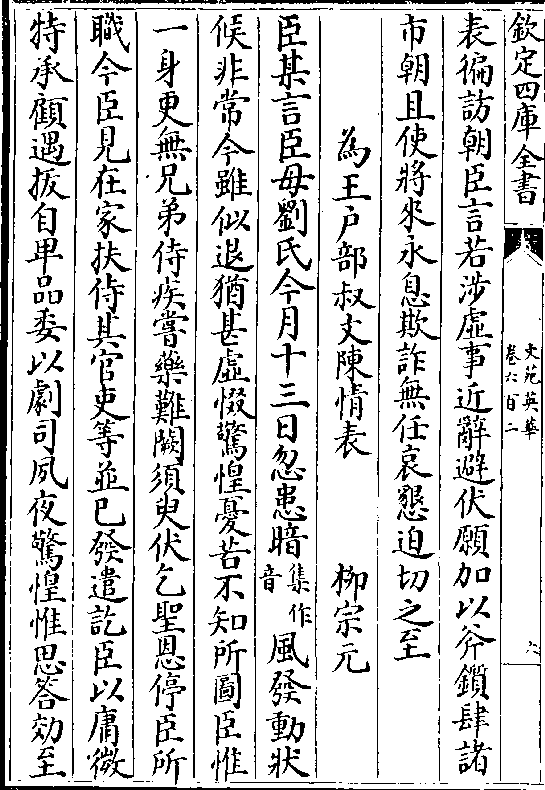 欽定四庫全書
文苑英華
卷六百二
六
表徧訪朝臣言若涉虛事近辭避伏願加以斧鎖肆諸
市朝且使將來永息欺詐無任哀懇迫切之至
為王户部叔文陳情表 柳宗元
臣某言臣母劉氏今月十三日忽患暗集作音風發動狀
候非常今雖似退猶甚虛惙驚惶憂苦不知所圖臣惟
一身更無兄弟侍疾嘗藥難闕須臾伏乞聖恩停臣所
職今臣見在家扶侍其官吏等並已發遣訖臣以庸微
特承顧遇拔自卑品委以劇司夙夜驚惶惟思答効至